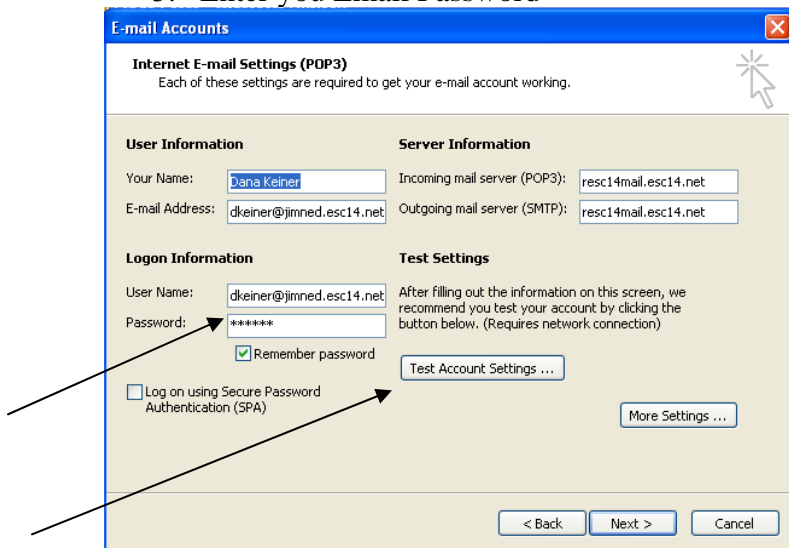 3. Enter you Email Password
E-mail Accounts
Internet E-mail Settings (POP3)
Each of these settings are required to get your e-mail account working.
User Information
Your Name: Dana Keiner
E-mail Address: dkeiner@jimned.esc14.net
Server Information
Incoming mail server (POP3): resc14mail.esc14.net
Outgoing mail server (SMTP): resc14mail.esc14.net
Logon Information
User Name: dkeiner@jimned.esc14.net
Password: ******
Remember password
Log on using Secure Password
Authentication (SPA)
Test Settings
After filling out the information on this screen, we
recommend you test your account by clicking the
button below. (Requires network connection)
Test Account Settings ...
More Settings ...
< Back
Next >
Cancel